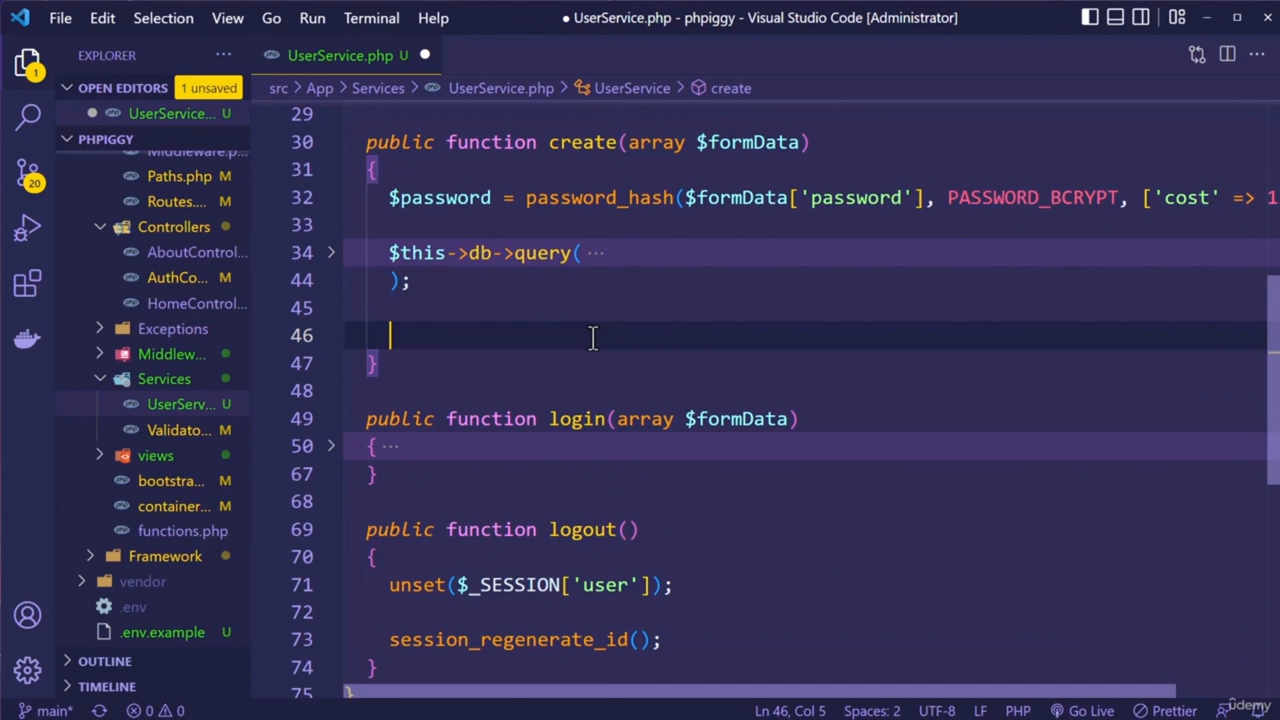 File Edit Selection View Go Run Terminal Help
● UserService.php - phpiggy - Visual Studio Code [Administrator]
EXPLORER ···
UserService.php U ●
OPEN EDITORS 1 unsaved
src > App > Services > UserService.php > UserService > create
● UserService... U
PHPIGGY
Middleware.p...
Paths.php M
Routes.... M
Controllers
AboutControl...
AuthCo... M
HomeControl...
Exceptions
Middlew...
Services
UserServ... U
Validato... M
views
bootstra... M
container... M
functions.php
Framework
vendor
.env
.env.example U
OUTLINE
TIMELINE
1
20
29
30 public function create(array $formData)
31 {
32 $password = password_hash($formData['password'], PASSWORD_BCRYPT, ['cost' => 1
33
34 $this->db->query( ···
44 );
45
46
47 }
48
49 public function login(array $formData)
50 { ···
67 }
68
69 public function logout()
70 {
71 unset($_SESSION['user']);
72
73 session_regenerate_id();
74 }
75 }
main* 0 0 Ln 46, Col 5 Spaces: 2 UTF-8 LF PHP Go Live Prettier
ûdemy